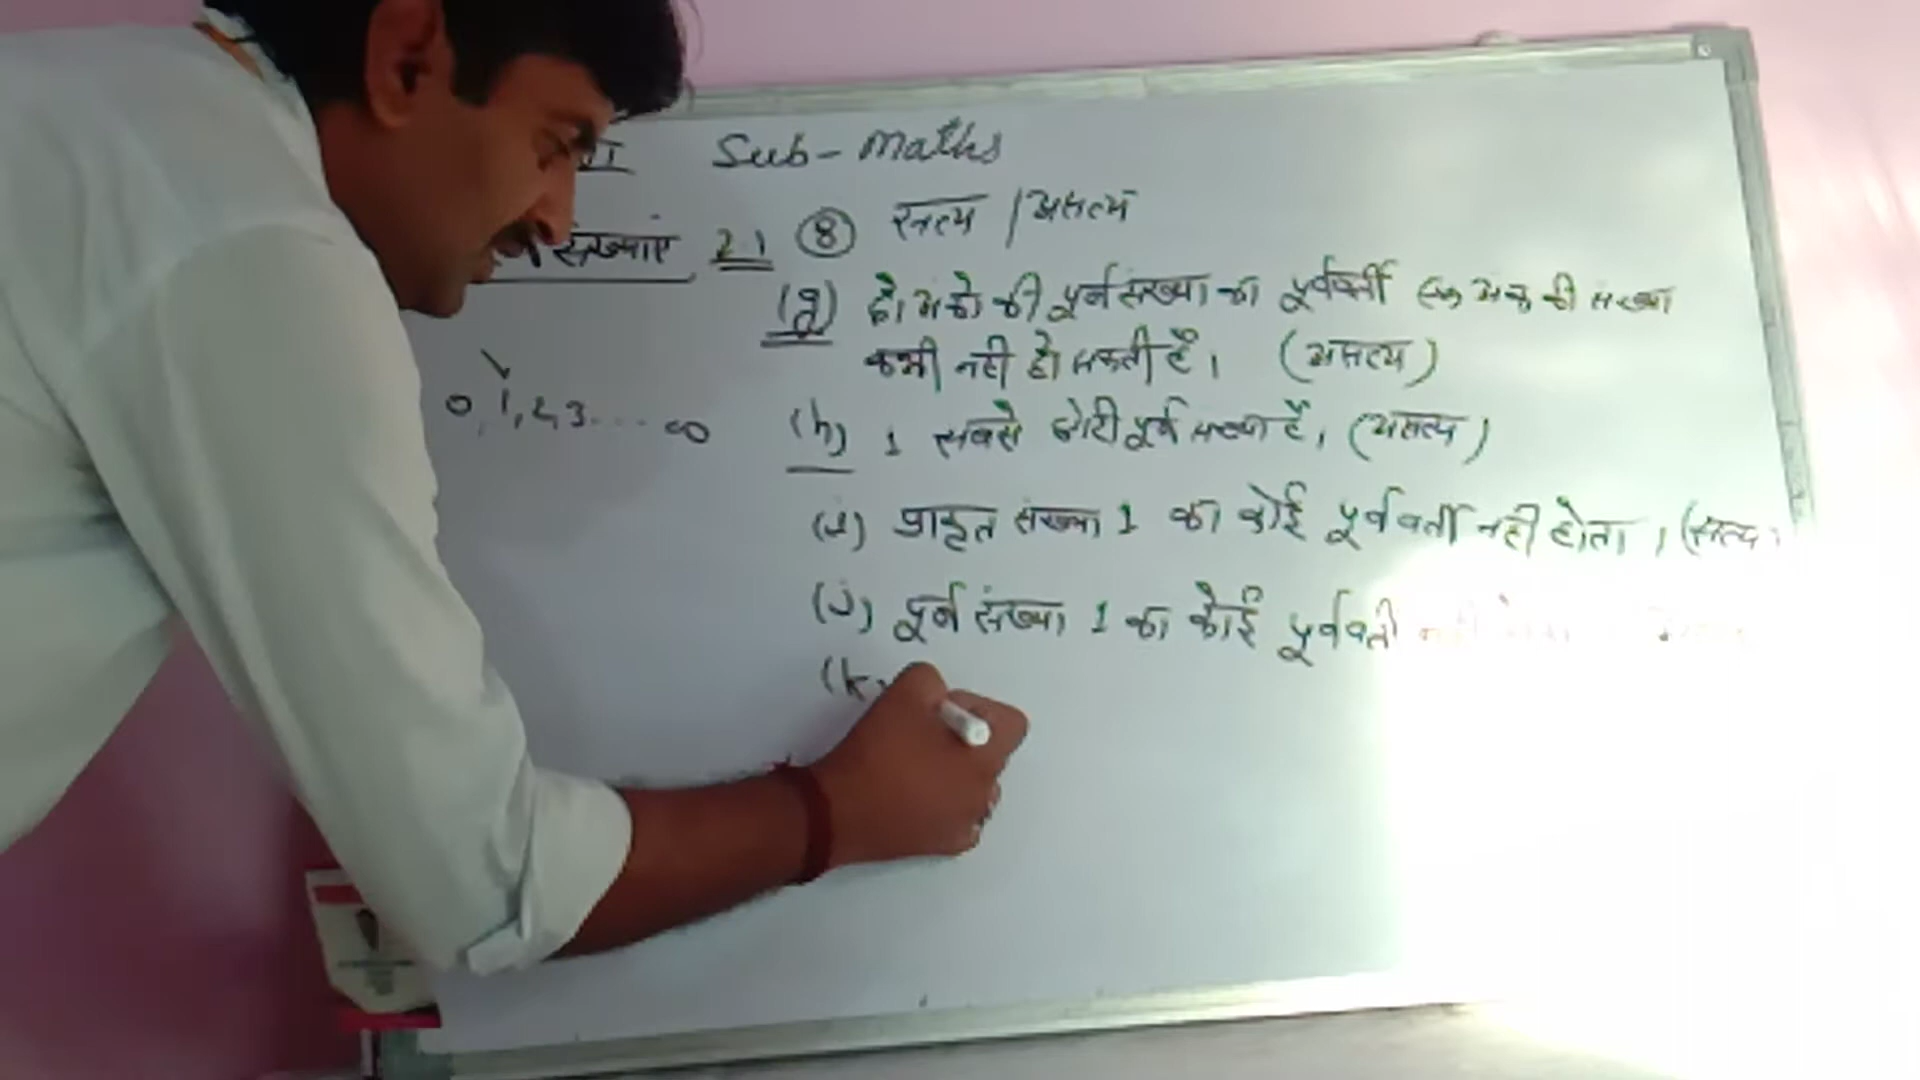 VI Sub- Maths
पूर्ण संख्याएं 2.1 (8) सत्य / असत्य
(g) दो अंको की पूर्ण संख्या का पूर्ववर्ती एक अंक की संख्या
कभी नही हो सकती है। (असत्य)
0, 1, 2, 3.... ∞
(h) 1 सबसे छोटी पूर्ण संख्या है, (असत्य)
(i) प्राकृत संख्या 1 का कोई पूर्ववर्ती नही होता । (सत्य)
(j) पूर्ण संख्या 1 का कोई पूर्ववर्ती
(k)